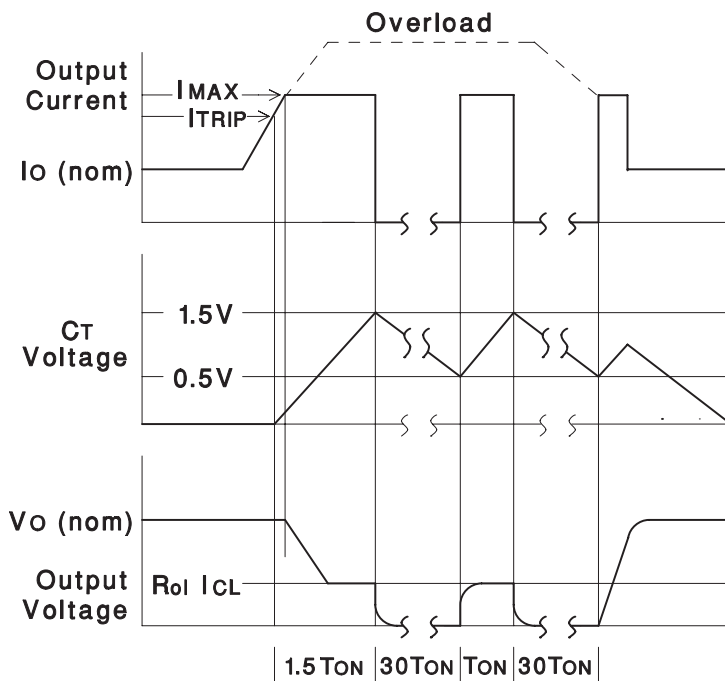 Overload
Output
Current
IMAX
ITRIP
IO (nom)
CT
Voltage
1.5V
0.5V
VO (nom)
Output
Voltage
Rol ICL
1.5TON 30TON TON 30TON